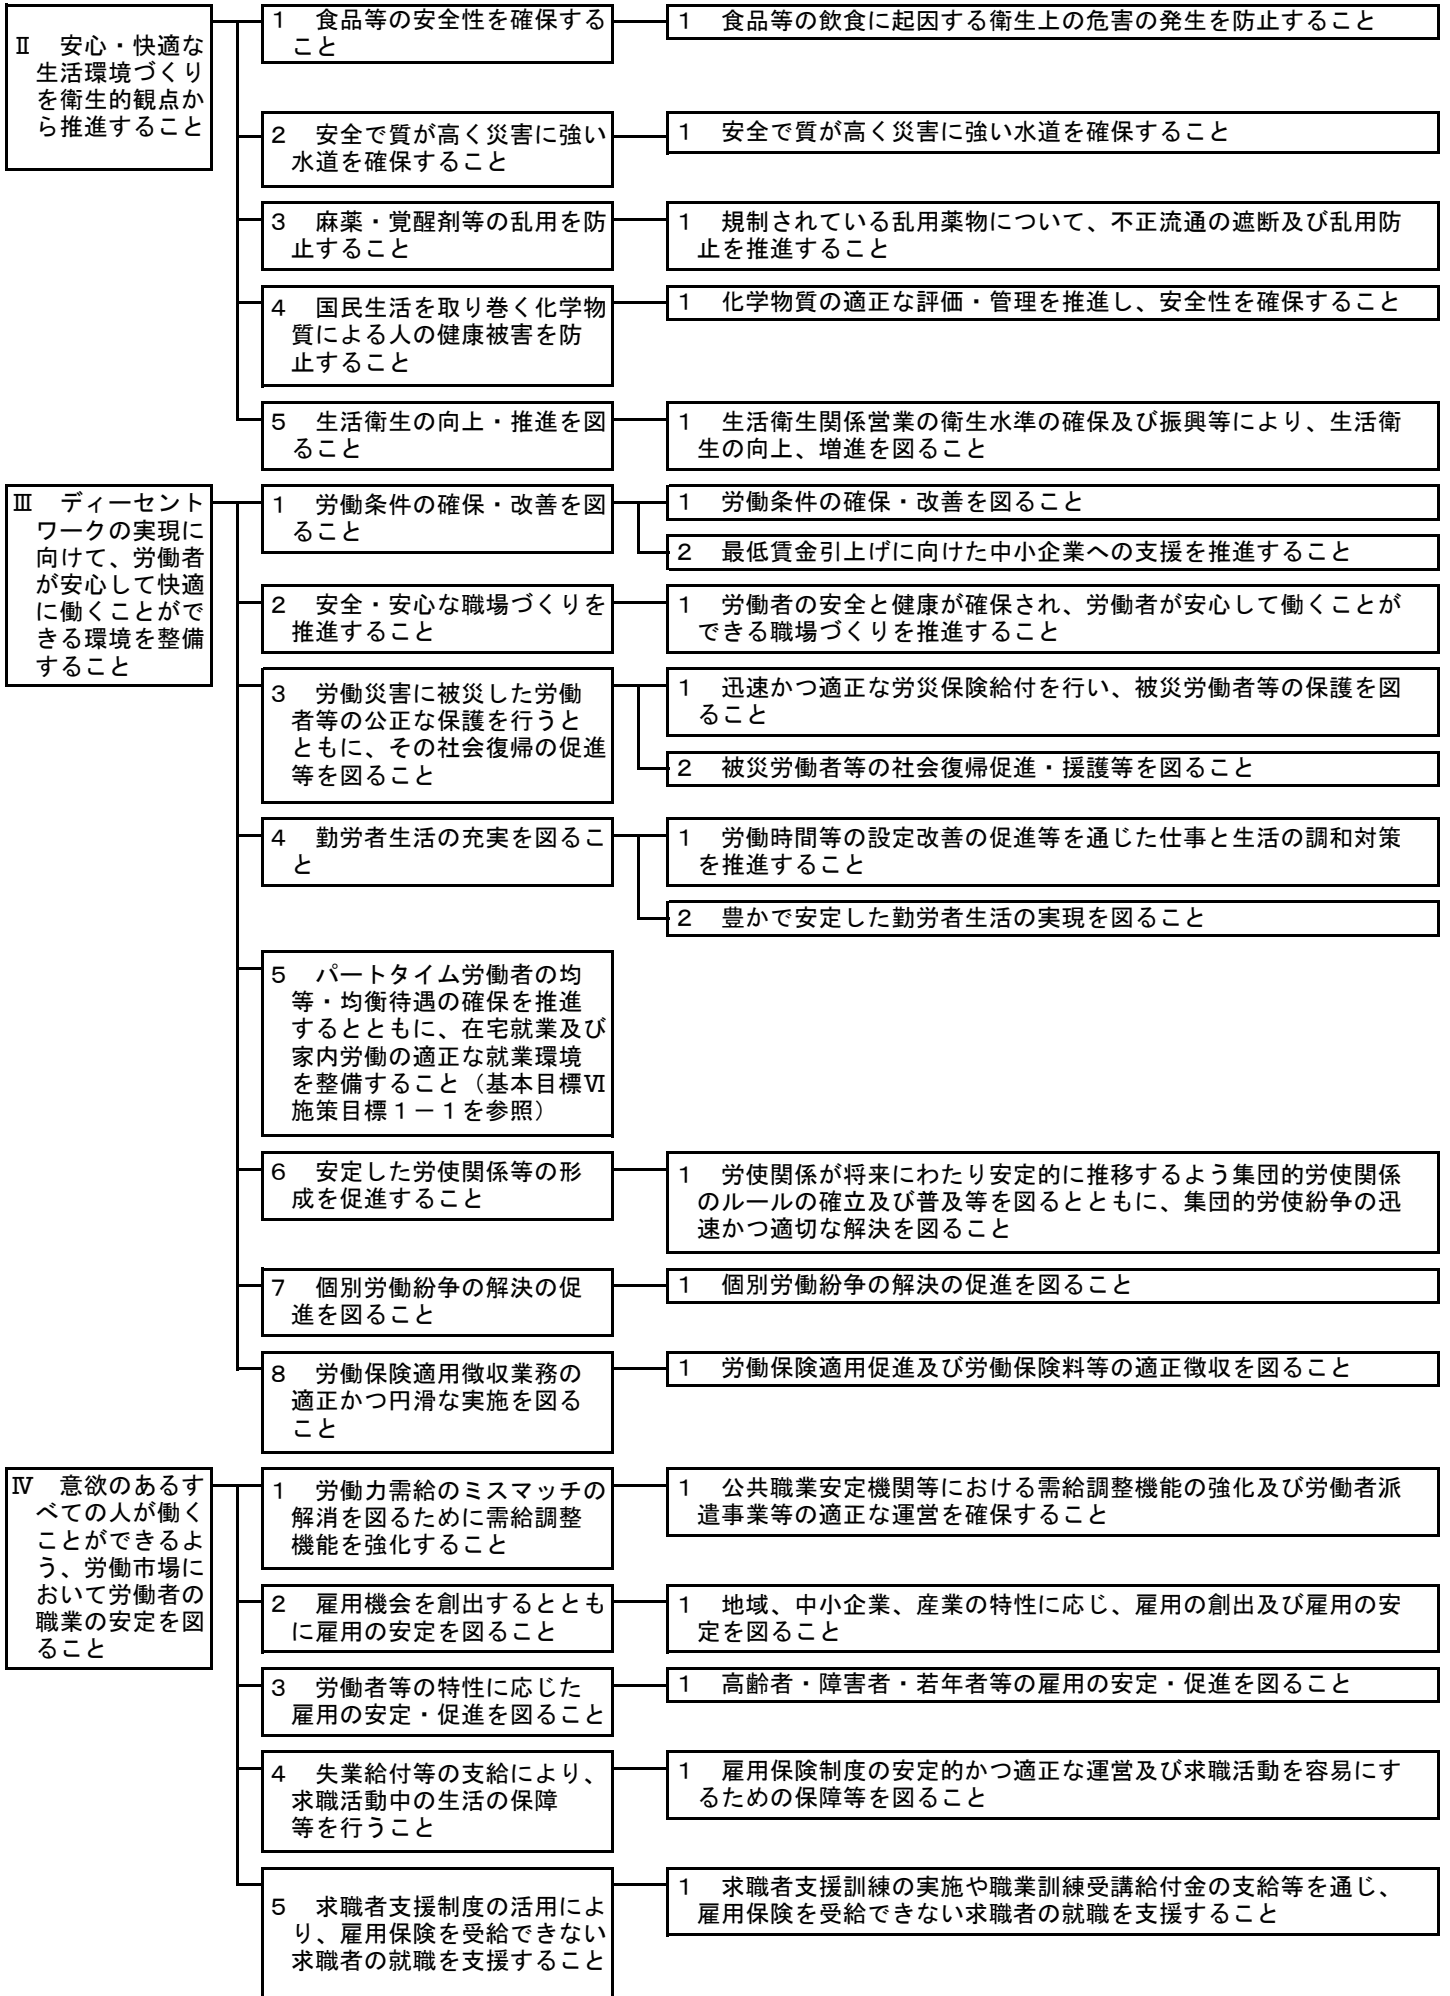 Ⅱ　安心・快適な
生活環境づくり
を衛生的観点か
ら推進すること
1　食品等の安全性を確保する
こと
1　食品等の飲食に起因する衛生上の危害の発生を防止すること
2　安全で質が高く災害に強い
水道を確保すること
1　安全で質が高く災害に強い水道を確保すること
3　麻薬・覚醒剤等の乱用を防
止すること
1　規制されている乱用薬物について、不正流通の遮断及び乱用防
止を推進すること
4　国民生活を取り巻く化学物
質による人の健康被害を防
止すること
1　化学物質の適正な評価・管理を推進し、安全性を確保すること
5　生活衛生の向上・推進を図
ること
1　生活衛生関係営業の衛生水準の確保及び振興等により、生活衛
生の向上、増進を図ること
Ⅲ　ディーセント
ワークの実現に
向けて、労働者
が安心して快適
に働くことがで
きる環境を整備
すること
1　労働条件の確保・改善を図
ること
1　労働条件の確保・改善を図ること
2　最低賃金引上げに向けた中小企業への支援を推進すること
2　安全・安心な職場づくりを
推進すること
1　労働者の安全と健康が確保され、労働者が安心して働くことが
できる職場づくりを推進すること
3　労働災害に被災した労働
者等の公正な保護を行うと
ともに、その社会復帰の促進
等を図ること
1　迅速かつ適正な労災保険給付を行い、被災労働者等の保護を図
ること
2　被災労働者等の社会復帰促進・援護等を図ること
4　勤労者生活の充実を図るこ
と
1　労働時間等の設定改善の促進等を通じた仕事と生活の調和対策
を推進すること
2　豊かで安定した勤労者生活の実現を図ること
5　パートタイム労働者の均
等・均衡待遇の確保を推進
するとともに、在宅就業及び
家内労働の適正な就業環境
を整備すること（基本目標Ⅵ
施策目標１－１を参照）
6　安定した労使関係等の形
成を促進すること
1　労使関係が将来にわたり安定的に推移するよう集団的労使関係
のルールの確立及び普及等を図るとともに、集団的労使紛争の迅
速かつ適切な解決を図ること
7　個別労働紛争の解決の促
進を図ること
1　個別労働紛争の解決の促進を図ること
8　労働保険適用徴収業務の
適正かつ円滑な実施を図る
こと
1　労働保険適用促進及び労働保険料等の適正徴収を図ること
Ⅳ　意欲のあるす
べての人が働く
ことができるよ
う、労働市場に
おいて労働者の
職業の安定を図
ること
1　労働力需給のミスマッチの
解消を図るために需給調整
機能を強化すること
1　公共職業安定機関等における需給調整機能の強化及び労働者派
遣事業等の適正な運営を確保すること
2　雇用機会を創出するととも
に雇用の安定を図ること
1　地域、中小企業、産業の特性に応じ、雇用の創出及び雇用の安
定を図ること
3　労働者等の特性に応じた
雇用の安定・促進を図ること
1　高齢者・障害者・若年者等の雇用の安定・促進を図ること
4　失業給付等の支給により、
求職活動中の生活の保障
等を行うこと
1　雇用保険制度の安定的かつ適正な運営及び求職活動を容易にす
るための保障等を図ること
5　求職者支援制度の活用によ
り、雇用保険を受給できない
求職者の就職を支援すること
1　求職者支援訓練の実施や職業訓練受講給付金の支給等を通じ、
雇用保険を受給できない求職者の就職を支援すること